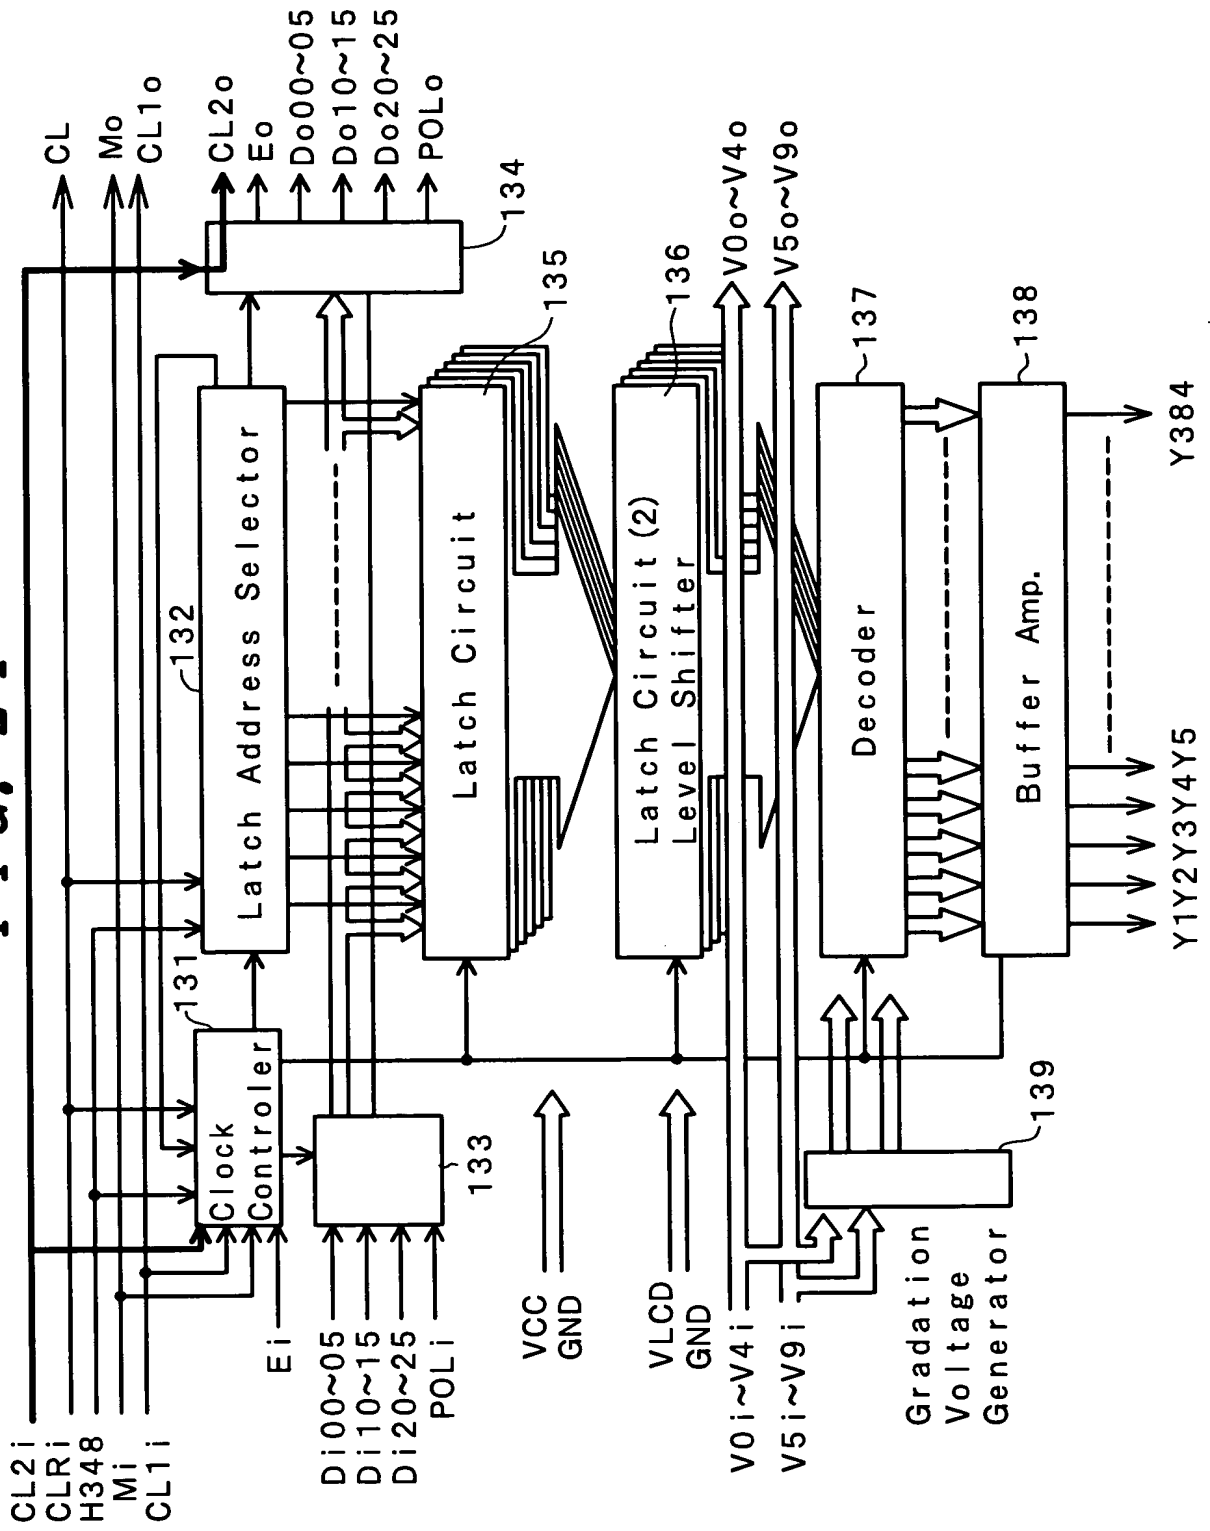 CL2i
CLRi
H348
Mi
CL1i
CL
Mo
CL1o
CL2o
Eo
Do00~05
Do10~15
Do20~25
POLo
134
132
Latch Address Selector
131
Clock
Controler
Ei
Di00~05
Di10~15
Di20~25
POLi
133
135
Latch Circuit
VCC
GND
136
Latch Circuit (2)
Level Shifter
VLCD
GND
V0o~V4o
V5o~V9o
V0i~V4i
V5i~V9i
137
Decoder
139
Gradation
Voltage
Generator
138
Buffer Amp.
Y1Y2Y3Y4Y5
Y384